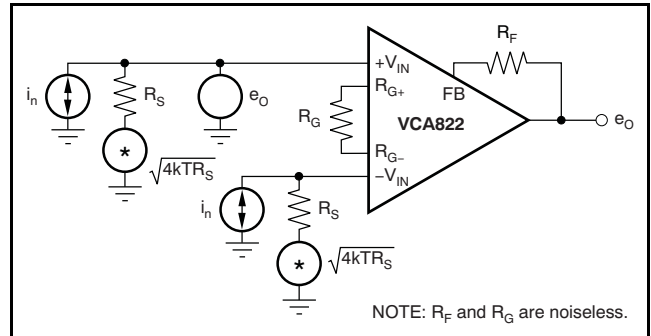 R_F
+V_IN
i_n
R_S
e_O
R_G+
FB
R_G
VCA822
e_O
R_G−
*
√4kTR_S
−V_IN
i_n
R_S
*
√4kTR_S
NOTE: R_F and R_G are noiseless.